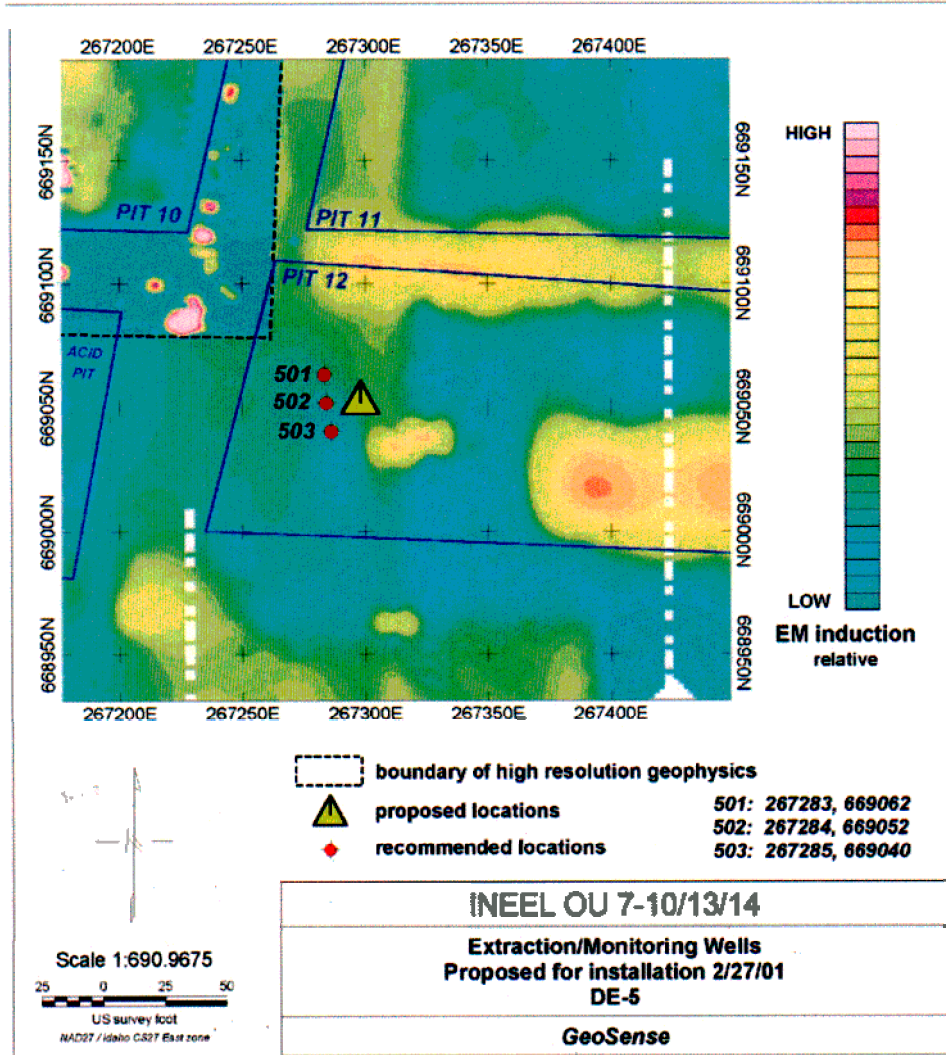 267200E 267250E 267300E 267350E 267400E
669150N
669100N
669050N
669000N
668950N
PIT 10
PIT 11
PIT 12
ACID
PIT
501
502
503
669150N
669100N
669050N
669000N
668950N
267200E 267250E 267300E 267350E 267400E
HIGH
LOW
EM induction
relative
boundary of high resolution geophysics
proposed locations
recommended locations
501: 267283, 669062
502: 267284, 669052
503: 267285, 669040
Scale 1:690.9675
25 0 25 50
US survey foot
NAD27 / Idaho CS27 East zone
INEEL OU 7-10/13/14
Extraction/Monitoring Wells
Proposed for installation 2/27/01
DE-5
GeoSense